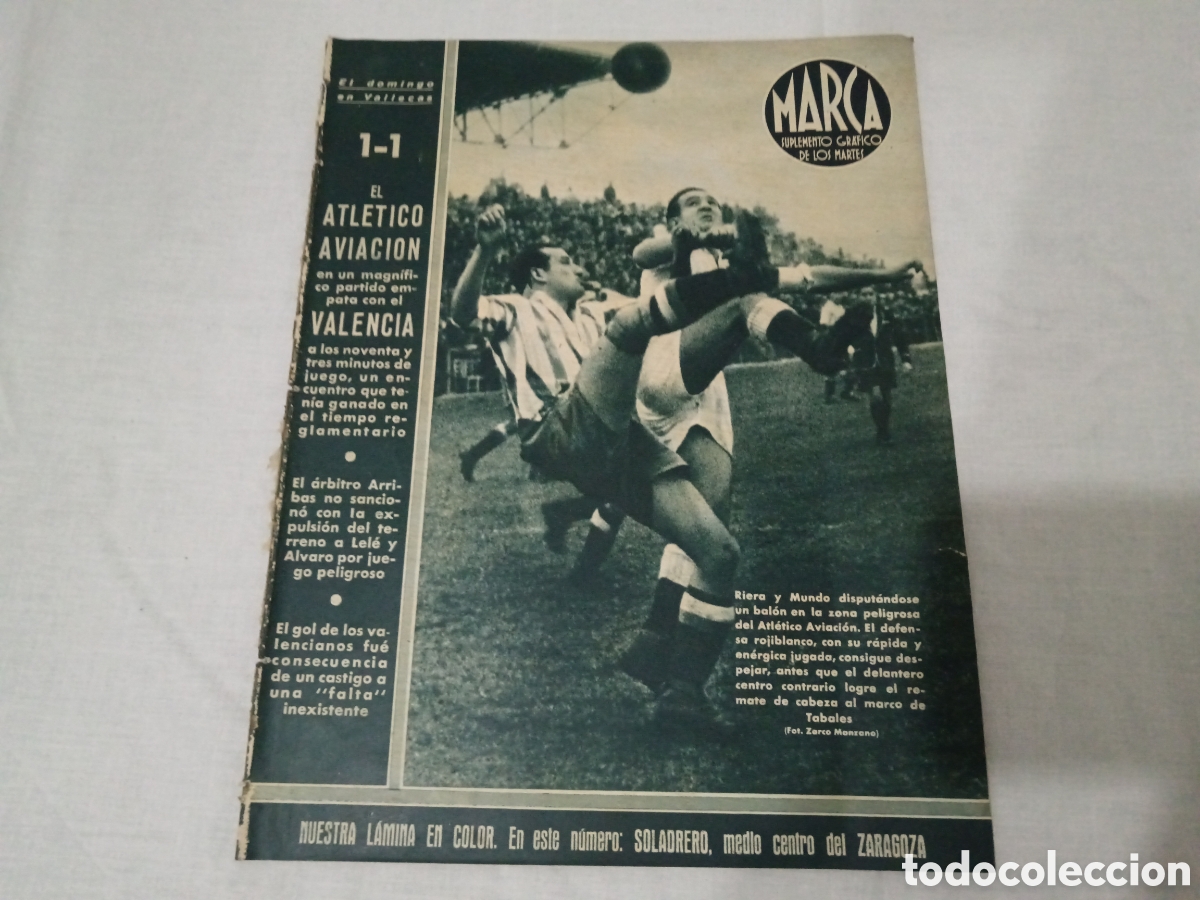 El domingo
en Vallecas
1-1
EL
ATLETICO
AVIACION
en un magnífi-
co partido em-
pata con el
VALENCIA
a los noventa y
tres minutos de
juego, un en-
cuentro que te-
nía ganado en
el tiempo re-
glamentario
El árbitro Arri-
bas no sancio-
nó con la ex-
pulsión del te-
rreno a Lelé y
Alvaro por jue-
go peligroso
El gol de los va-
lencianos fué
consecuencia
de un castigo a
una "falta"
inexistente
MARCA
SUPLEMENTO GRÁFICO
DE LOS MARTES
Riera y Mundo disputándose
un balón en la zona peligrosa
del Atlético Aviación. El defen-
sa rojiblanco, con su rápida y
enérgica jugada, consigue des-
pejar, antes que el delantero
centro contrario logre el re-
mate de cabeza al marco de
Tabales
(Fot. Zarco Manzano)
NUESTRA LÁMINA EN COLOR. En este número: SOLADRERO, medio centro del ZARAGOZA
todocoleccion